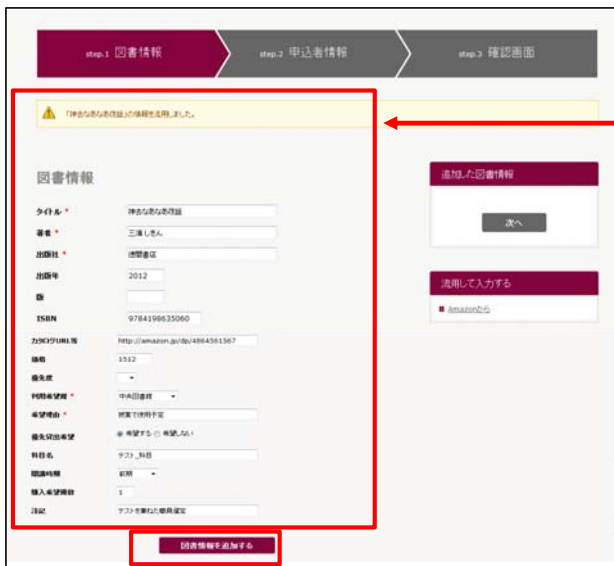 step.1 図書情報
step.2 申込者情報
step.3 確認画面
「神去なあなあ夜話」の情報を流用しました。
図書情報
タイトル * 神去なあなあ夜話
著者 * 三浦しをん
出版社 * 徳間書店
出版年 2012
版
ISBN 9784198635060
カタログURL等 http://amazon.jp/dp/4864561567
価格 1512
優先度
利用希望館 * 中央図書館
希望理由 * 授業で使用予定
優先貸出希望 希望する 希望しない
科目名 テスト_科目
開講時期 前期
購入希望冊数 1
注記 テストを兼ねた職員選定
図書情報を追加する
追加した図書情報
次へ
流用して入力する
Amazonから